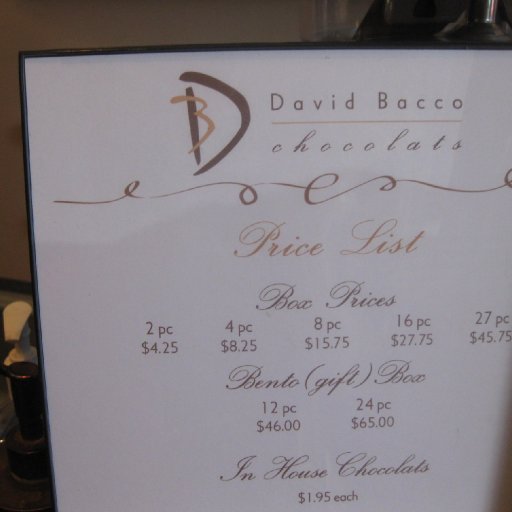 DB
David Bacco
chocolats
Price List
Box Prices
2 pc 4 pc 8 pc 16 pc 27 pc
$4.25 $8.25 $15.75 $27.75 $45.75
Bento (gift) Box
12 pc 24 pc
$46.00 $65.00
In House Chocolats
$1.95 each